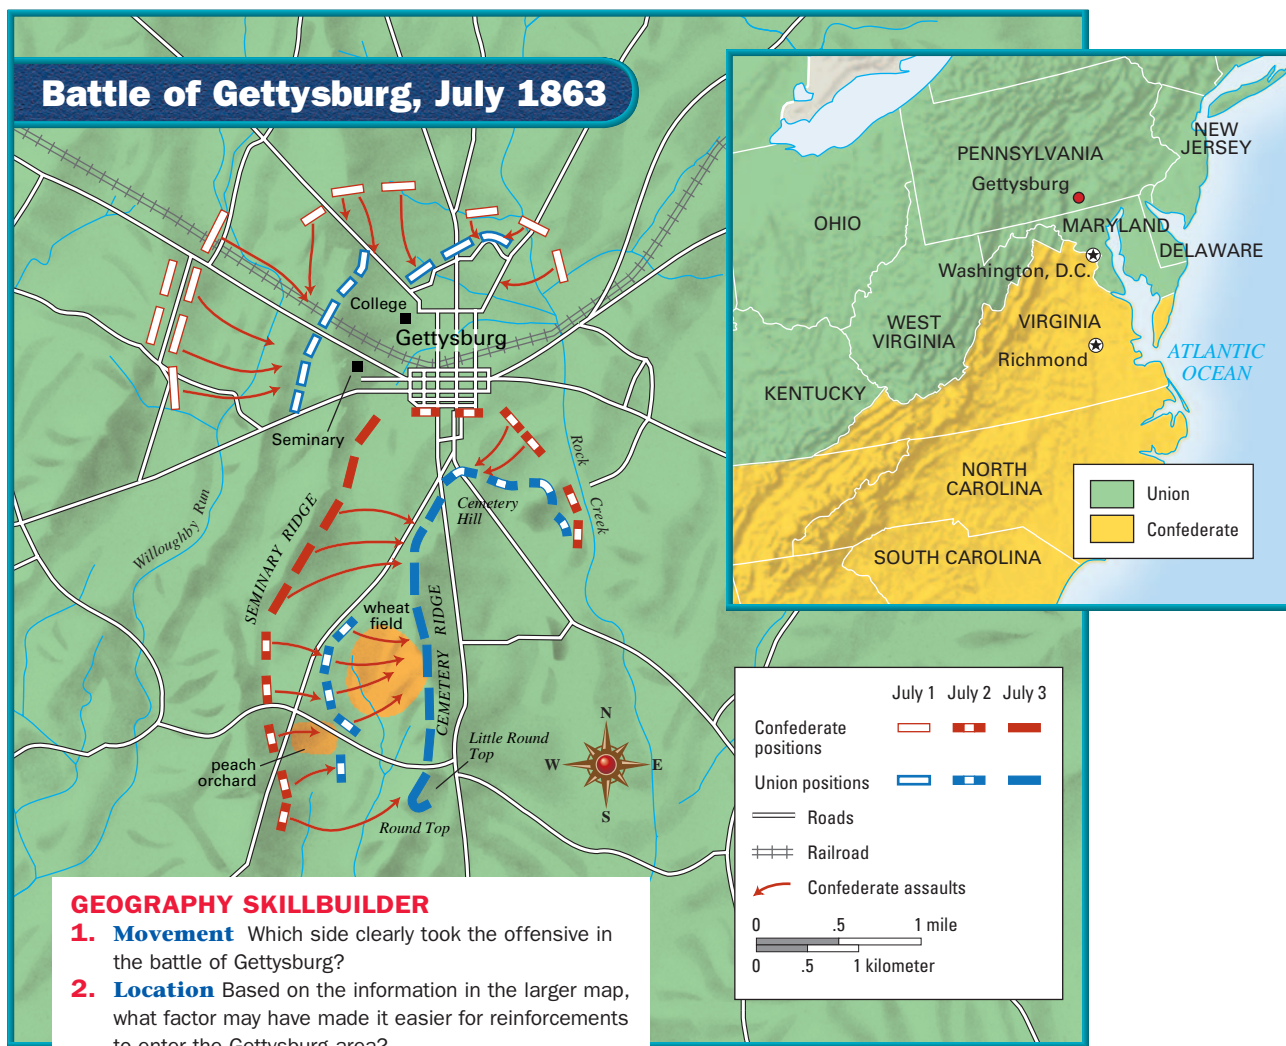 Battle of Gettysburg, July 1863
College
Gettysburg
Seminary
Willoughby Run
Rock
Creek
Cemetery
Hill
SEMINARY RIDGE
wheat
field
CEMETERY RIDGE
peach
orchard
Little Round
Top
Round Top
N
W
E
S
PENNSYLVANIA
Gettysburg
NEW
JERSEY
OHIO
MARYLAND
DELAWARE
Washington, D.C.
WEST
VIRGINIA
VIRGINIA
Richmond
ATLANTIC
OCEAN
KENTUCKY
NORTH
CAROLINA
SOUTH CAROLINA
Union
Confederate
July 1 July 2 July 3
Confederate
positions
Union positions
Roads
Railroad
Confederate assaults
0 .5 1 mile
0 .5 1 kilometer
GEOGRAPHY SKILLBUILDER
1. Movement Which side clearly took the offensive in
the battle of Gettysburg?
2. Location Based on the information in the larger map,
what factor may have made it easier for reinforcements
to enter the Gettysburg area?